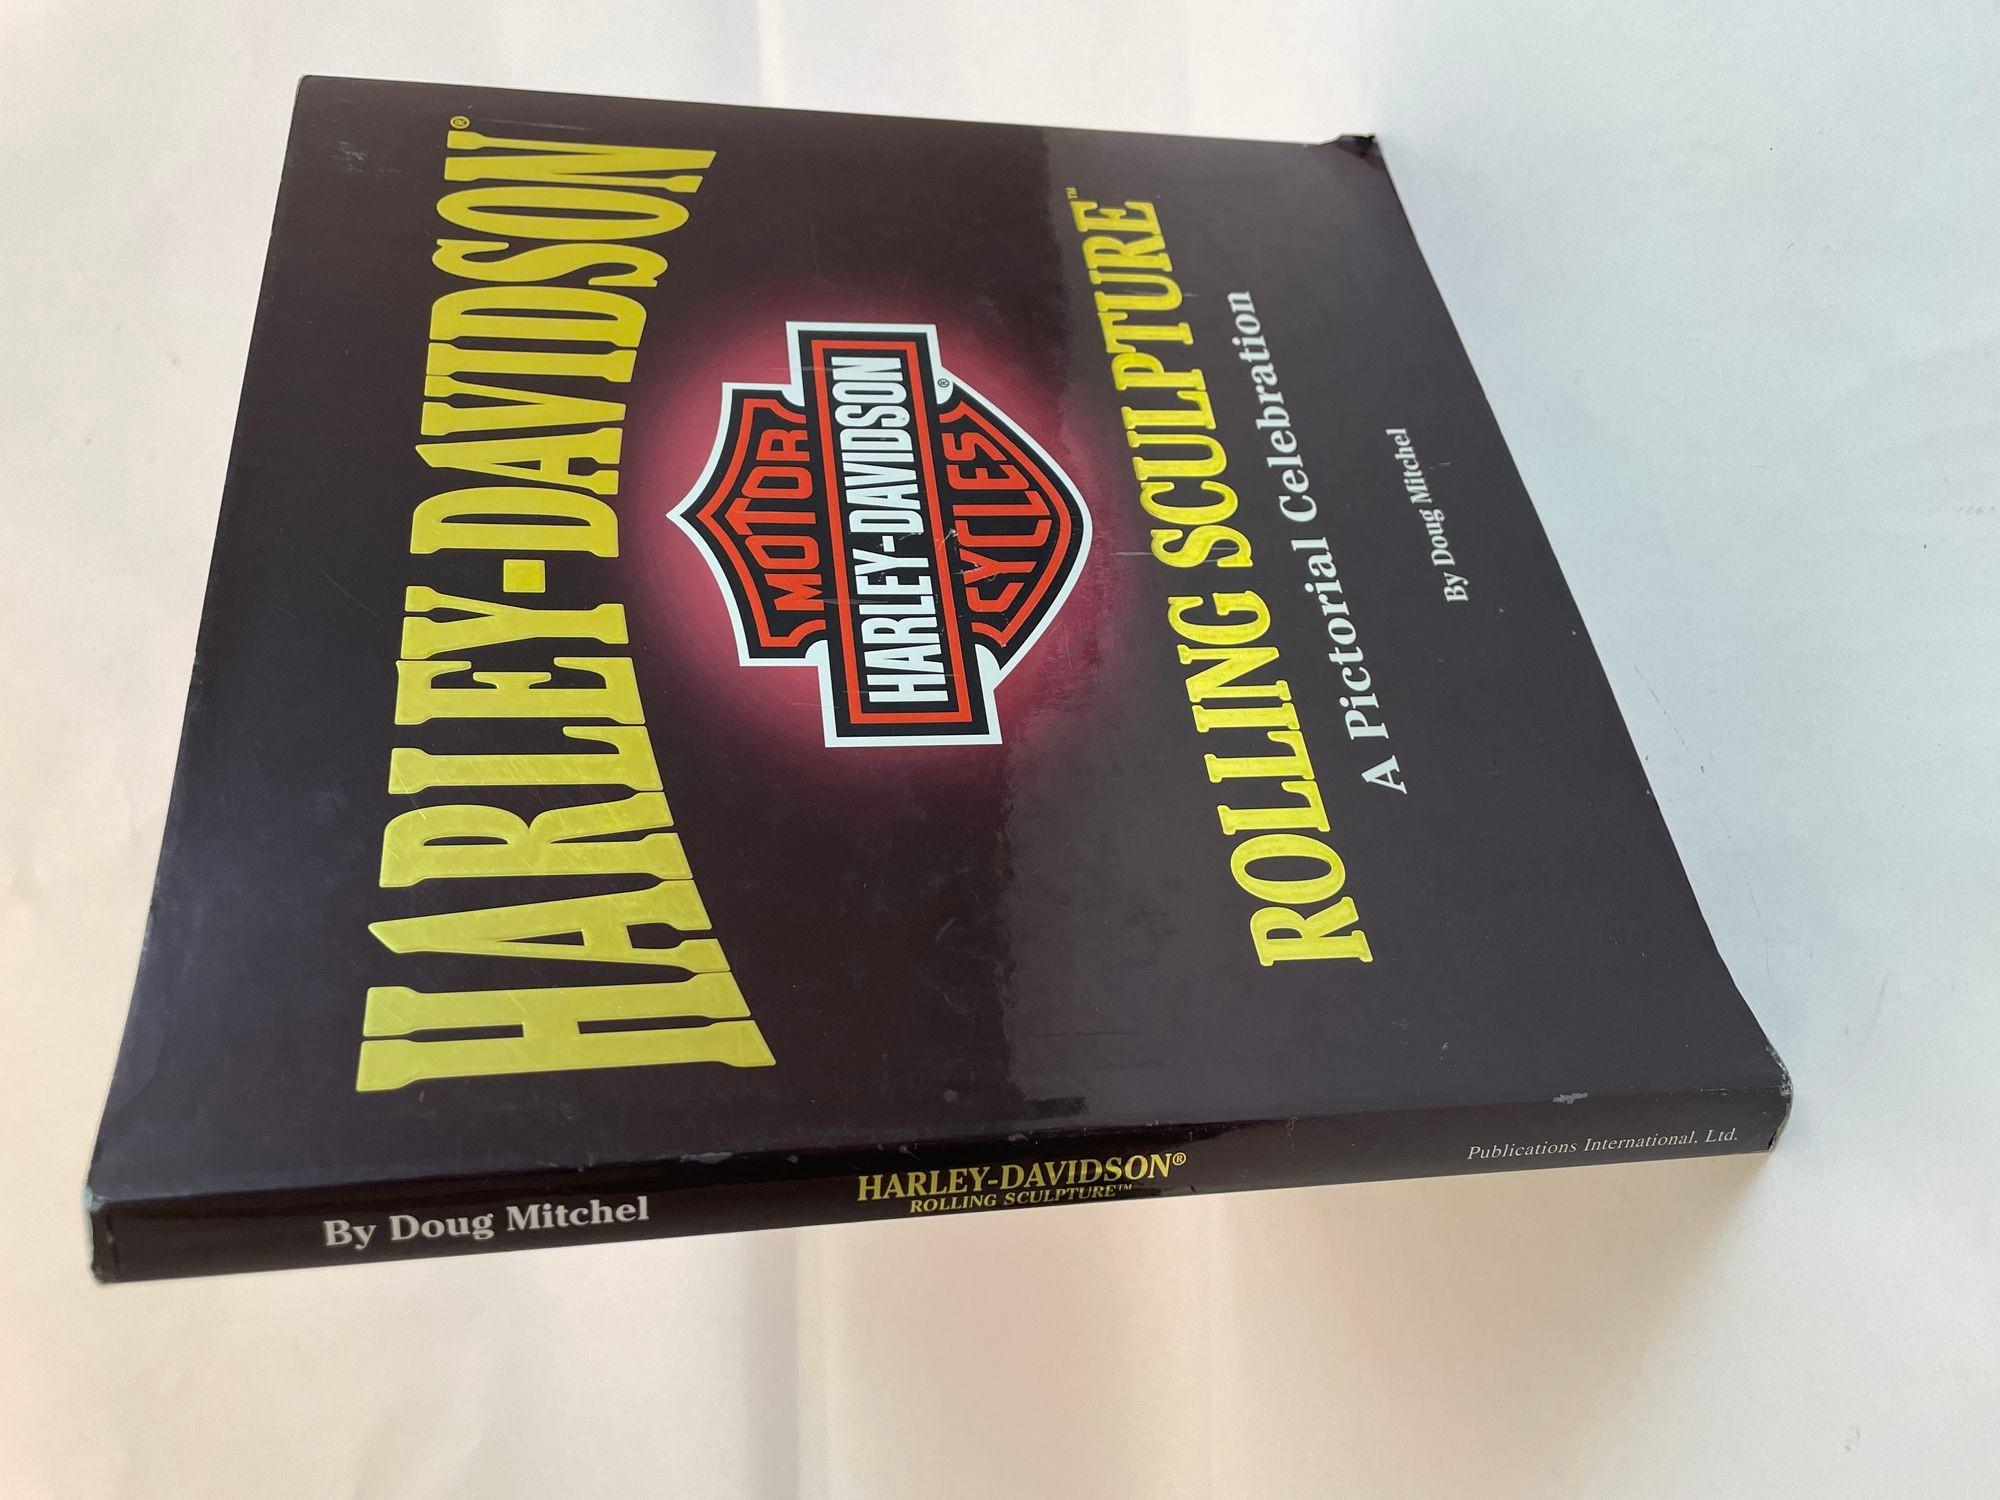 HARLEY-DAVIDSON®
MOTOR
HARLEY-DAVIDSON
CYCLES
®
ROLLING SCULPTURE™
A Pictorial Celebration
By Doug Mitchel
By Doug Mitchel
HARLEY-DAVIDSON®
ROLLING SCULPTURE™
Publications International, Ltd.